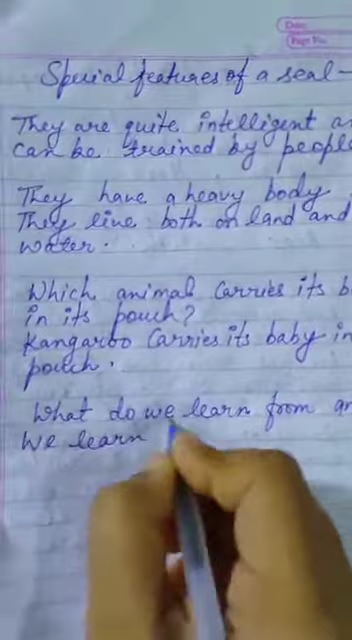 Date
Page No.
Special features of a seal -
They are quite intelligent
can be trained by people
They have a heavy body
They live both on land and
water.
Which animal carries its b
in its pouch?
Kangaroo carries its baby in
pouch.
What do we learn from an
We learn